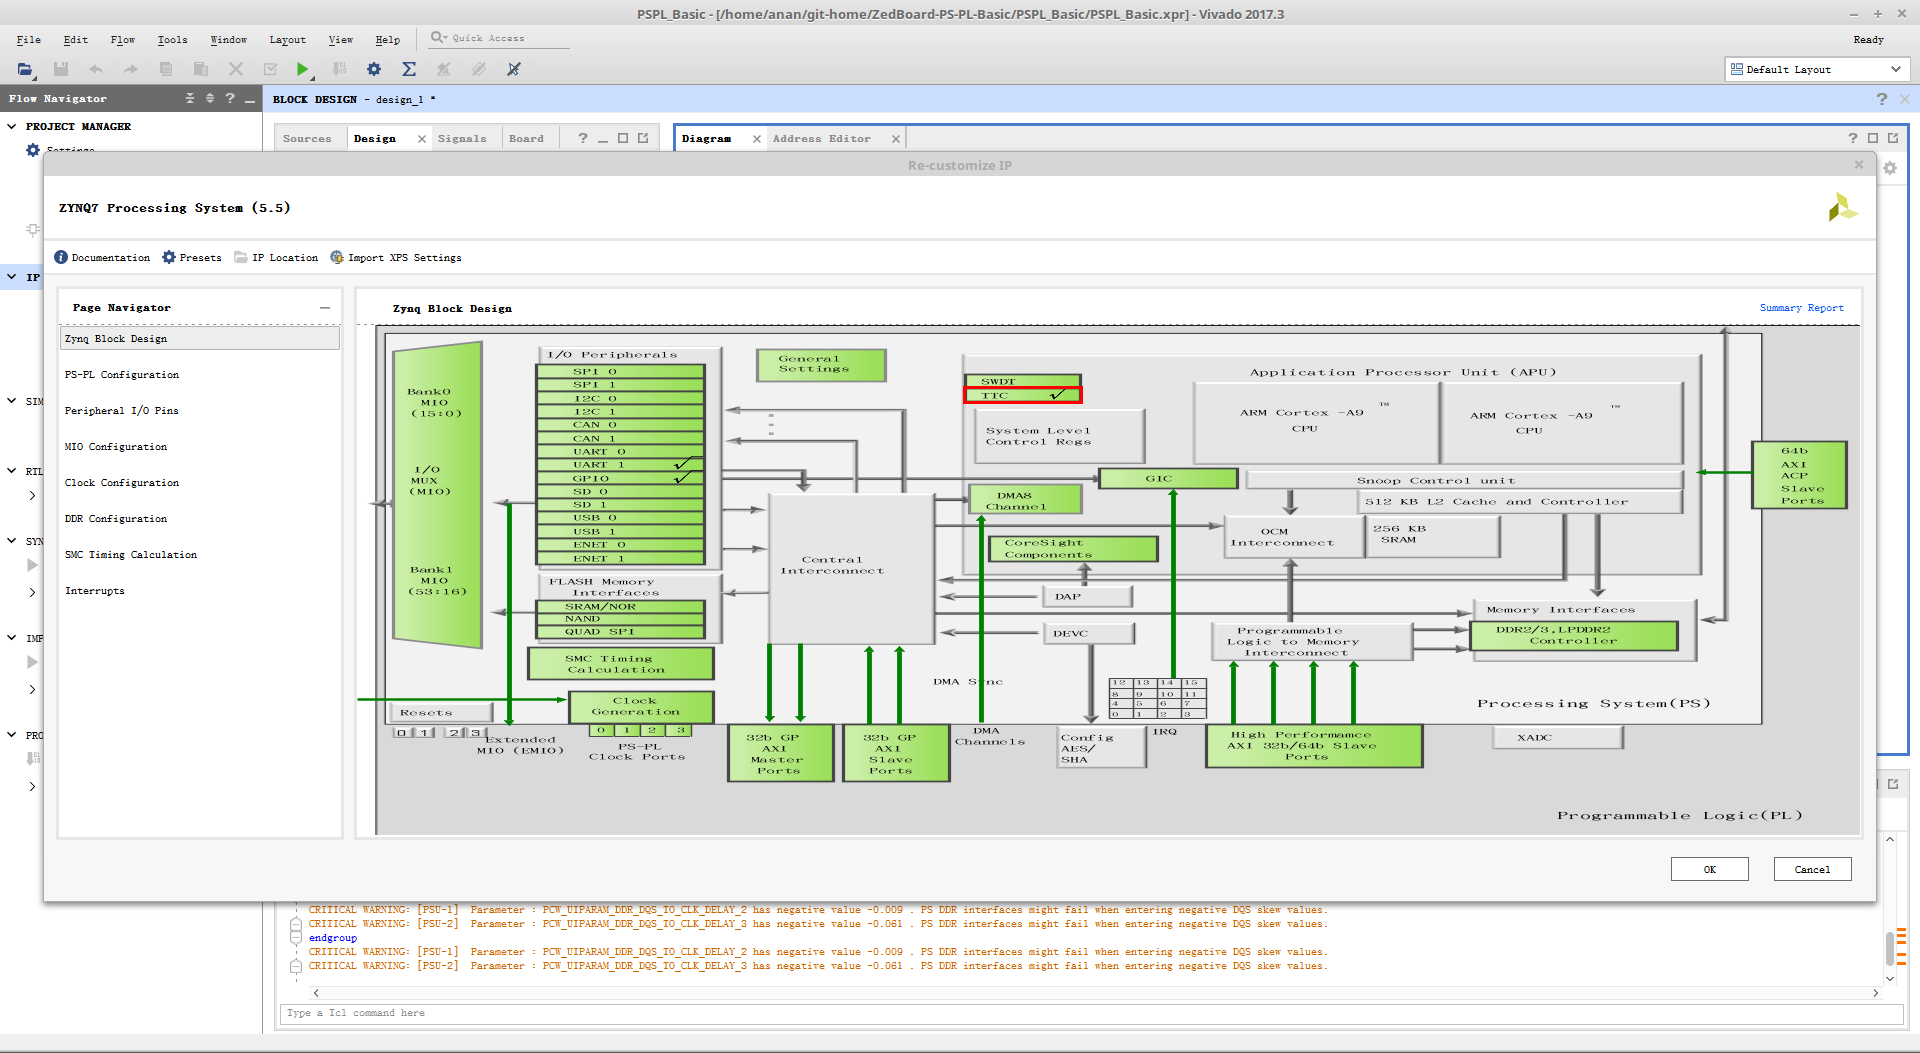 PSPL_Basic - [/home/anan/git-home/ZedBoard-PS-PL-Basic/PSPL_Basic/PSPL_Basic.xpr] - Vivado 2017.3
File Edit Flow Tools Window Layout View Help Quick Access
Ready
Default Layout
Flow Navigator
BLOCK DESIGN - design_1 *
PROJECT MANAGER
Sources Design Signals Board
Diagram Address Editor
Settings
Re-customize IP
ZYNQ7 Processing System (5.5)
Documentation Presets IP Location Import XPS Settings
IP
SIM
RTL
SYN
IMP
PRO
Page Navigator
Zynq Block Design
PS-PL Configuration
Peripheral I/O Pins
MIO Configuration
Clock Configuration
DDR Configuration
SMC Timing Calculation
Interrupts
Zynq Block Design
Summary Report
Bank0
MIO
(15:0)
I/O
MUX
(MIO)
Bank1
MIO
(53:16)
I/O Peripherals
SPI 0
SPI 1
I2C 0
I2C 1
CAN 0
CAN 1
UART 0
UART 1
GPIO
SD 0
SD 1
USB 0
USB 1
ENET 0
ENET 1
FLASH Memory
Interfaces
SRAM/NOR
NAND
QUAD SPI
SMC Timing
Calculation
Clock
Generation
Resets
0 1 2 3
Extended
MIO (EMIO)
0 1 2 3
PS-PL
Clock Ports
General
Settings
Central
Interconnect
SWDT
TTC
System Level
Control Regs
Application Processor Unit (APU)
ARM Cortex -A9
TM
CPU
ARM Cortex -A9
TM
CPU
GIC
DMA8
Channel
CoreSight
Components
DAP
DEVC
Snoop Control unit
512 KB L2 Cache and Controller
OCM
Interconnect
256 KB
SRAM
64b
AXI
ACP
Slave
Ports
Memory Interfaces
DDR2/3,LPDDR2
Controller
Programmable
Logic to Memory
Interconnect
DMA Sync
12 13 14 15
8 9 10 11
4 5 6 7
0 1 2 3
Processing System(PS)
32b GP
AXI
Master
Ports
32b GP
AXI
Slave
Ports
DMA
Channels
Config
AES/
SHA
IRQ
High Performance
AXI 32b/64b Slave
Ports
XADC
Programmable Logic(PL)
OK Cancel
CRITICAL WARNING: [PSU-1] Parameter : PCW_UIPARAM_DDR_DQS_TO_CLK_DELAY_2 has negative value -0.009 . PS DDR interfaces might fail when entering negative DQS skew values.
CRITICAL WARNING: [PSU-2] Parameter : PCW_UIPARAM_DDR_DQS_TO_CLK_DELAY_3 has negative value -0.061 . PS DDR interfaces might fail when entering negative DQS skew values.
endgroup
CRITICAL WARNING: [PSU-1] Parameter : PCW_UIPARAM_DDR_DQS_TO_CLK_DELAY_2 has negative value -0.009 . PS DDR interfaces might fail when entering negative DQS skew values.
CRITICAL WARNING: [PSU-2] Parameter : PCW_UIPARAM_DDR_DQS_TO_CLK_DELAY_3 has negative value -0.061 . PS DDR interfaces might fail when entering negative DQS skew values.
Type a Tcl command here